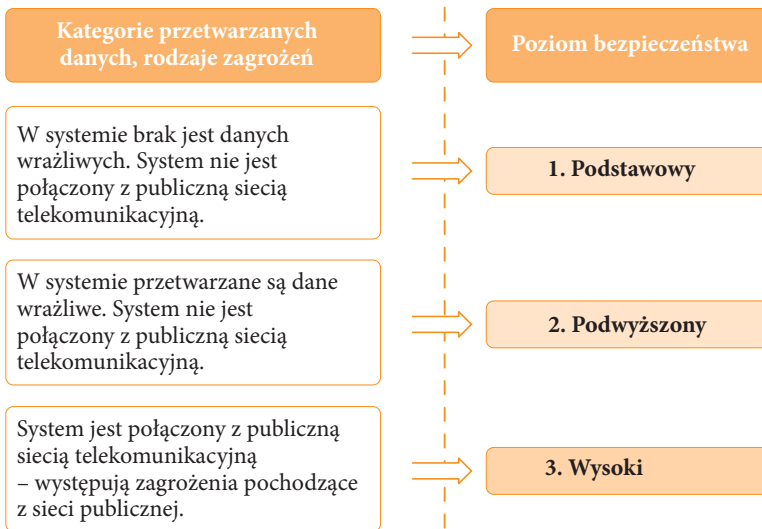 Kategorie przetwarzanych
danych, rodzaje zagrożeń
Poziom bezpieczeństwa
W systemie brak jest danych
wrażliwych. System nie jest
połączony z publiczną siecią
telekomunikacyjną.
1. Podstawowy
W systemie przetwarzane są dane
wrażliwe. System nie jest
połączony z publiczną siecią
telekomunikacyjną.
2. Podwyższony
System jest połączony z publiczną
siecią telekomunikacyjną
– występują zagrożenia pochodzące
z sieci publicznej.
3. Wysoki